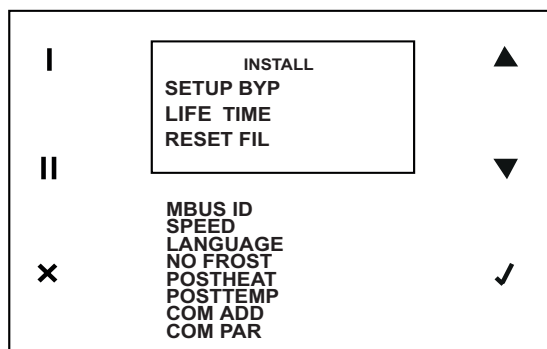 I
INSTALL
SETUP BYP
LIFE TIME
RESET FIL
II
MBUS ID
SPEED
LANGUAGE
NO FROST
POSTHEAT
POSTTEMP
COM ADD
COM PAR